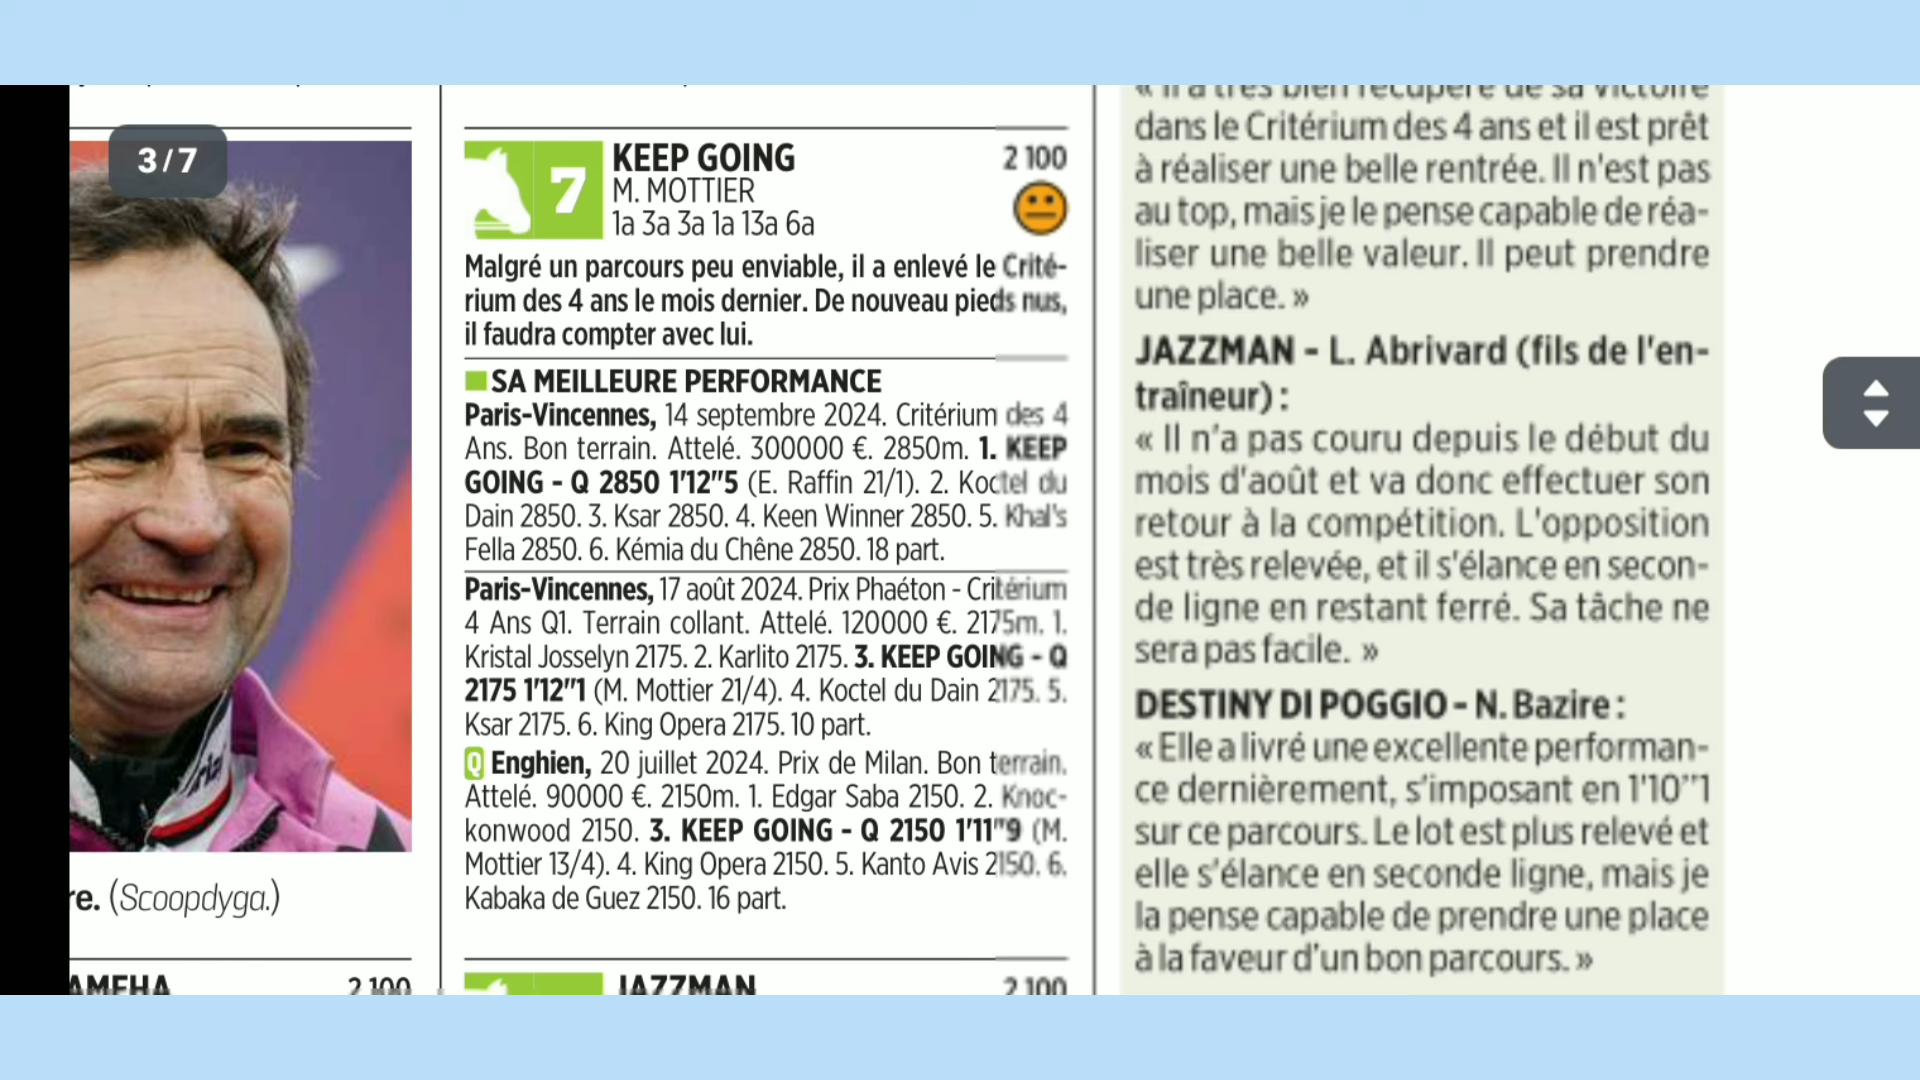 3/7
re. (Scoopdyga.)
AMEHA 2 100
7
KEEP GOING 2 100
M. MOTTIER
1a 3a 3a 1a 13a 6a
Malgré un parcours peu enviable, il a enlevé le Crité-
rium des 4 ans le mois dernier. De nouveau pieds nus,
il faudra compter avec lui.
SA MEILLEURE PERFORMANCE
Paris-Vincennes, 14 septembre 2024. Critérium des 4
Ans. Bon terrain. Attelé. 300000 €. 2850m. 1. KEEP
GOING - Q 2850 1'12"5 (E. Raffin 21/1). 2. Koctel du
Dain 2850. 3. Ksar 2850. 4. Keen Winner 2850. 5. Khal's
Fella 2850. 6. Kémia du Chêne 2850. 18 part.
Paris-Vincennes, 17 août 2024. Prix Phaéton - Critérium
4 Ans Q1. Terrain collant. Attelé. 120000 €. 2175m. 1.
Kristal Josselyn 2175. 2. Karlito 2175. 3. KEEP GOING - Q
2175 1'12"1 (M. Mottier 21/4). 4. Koctel du Dain 2175. 5.
Ksar 2175. 6. King Opera 2175. 10 part.
Q Enghien, 20 juillet 2024. Prix de Milan. Bon terrain.
Attelé. 90000 €. 2150m. 1. Edgar Saba 2150. 2. Knoc-
konwood 2150. 3. KEEP GOING - Q 2150 1'11"9 (M.
Mottier 13/4). 4. King Opera 2150. 5. Kanto Avis 2150. 6.
Kabaka de Guez 2150. 16 part.
JAZZMAN 2 100
« Il a très bien récupéré de sa victoire
dans le Critérium des 4 ans et il est prêt
à réaliser une belle rentrée. Il n'est pas
au top, mais je le pense capable de réa-
liser une belle valeur. Il peut prendre
une place. »
JAZZMAN - L. Abrivard (fils de l'en-
traîneur) :
« Il n'a pas couru depuis le début du
mois d'août et va donc effectuer son
retour à la compétition. L'opposition
est très relevée, et il s'élance en secon-
de ligne en restant ferré. Sa tâche ne
sera pas facile. »
DESTINY DI POGGIO - N. Bazire :
« Elle a livré une excellente performan-
ce dernièrement, s'imposant en 1'10"1
sur ce parcours. Le lot est plus relevé et
elle s'élance en seconde ligne, mais je
la pense capable de prendre une place
à la faveur d'un bon parcours. »